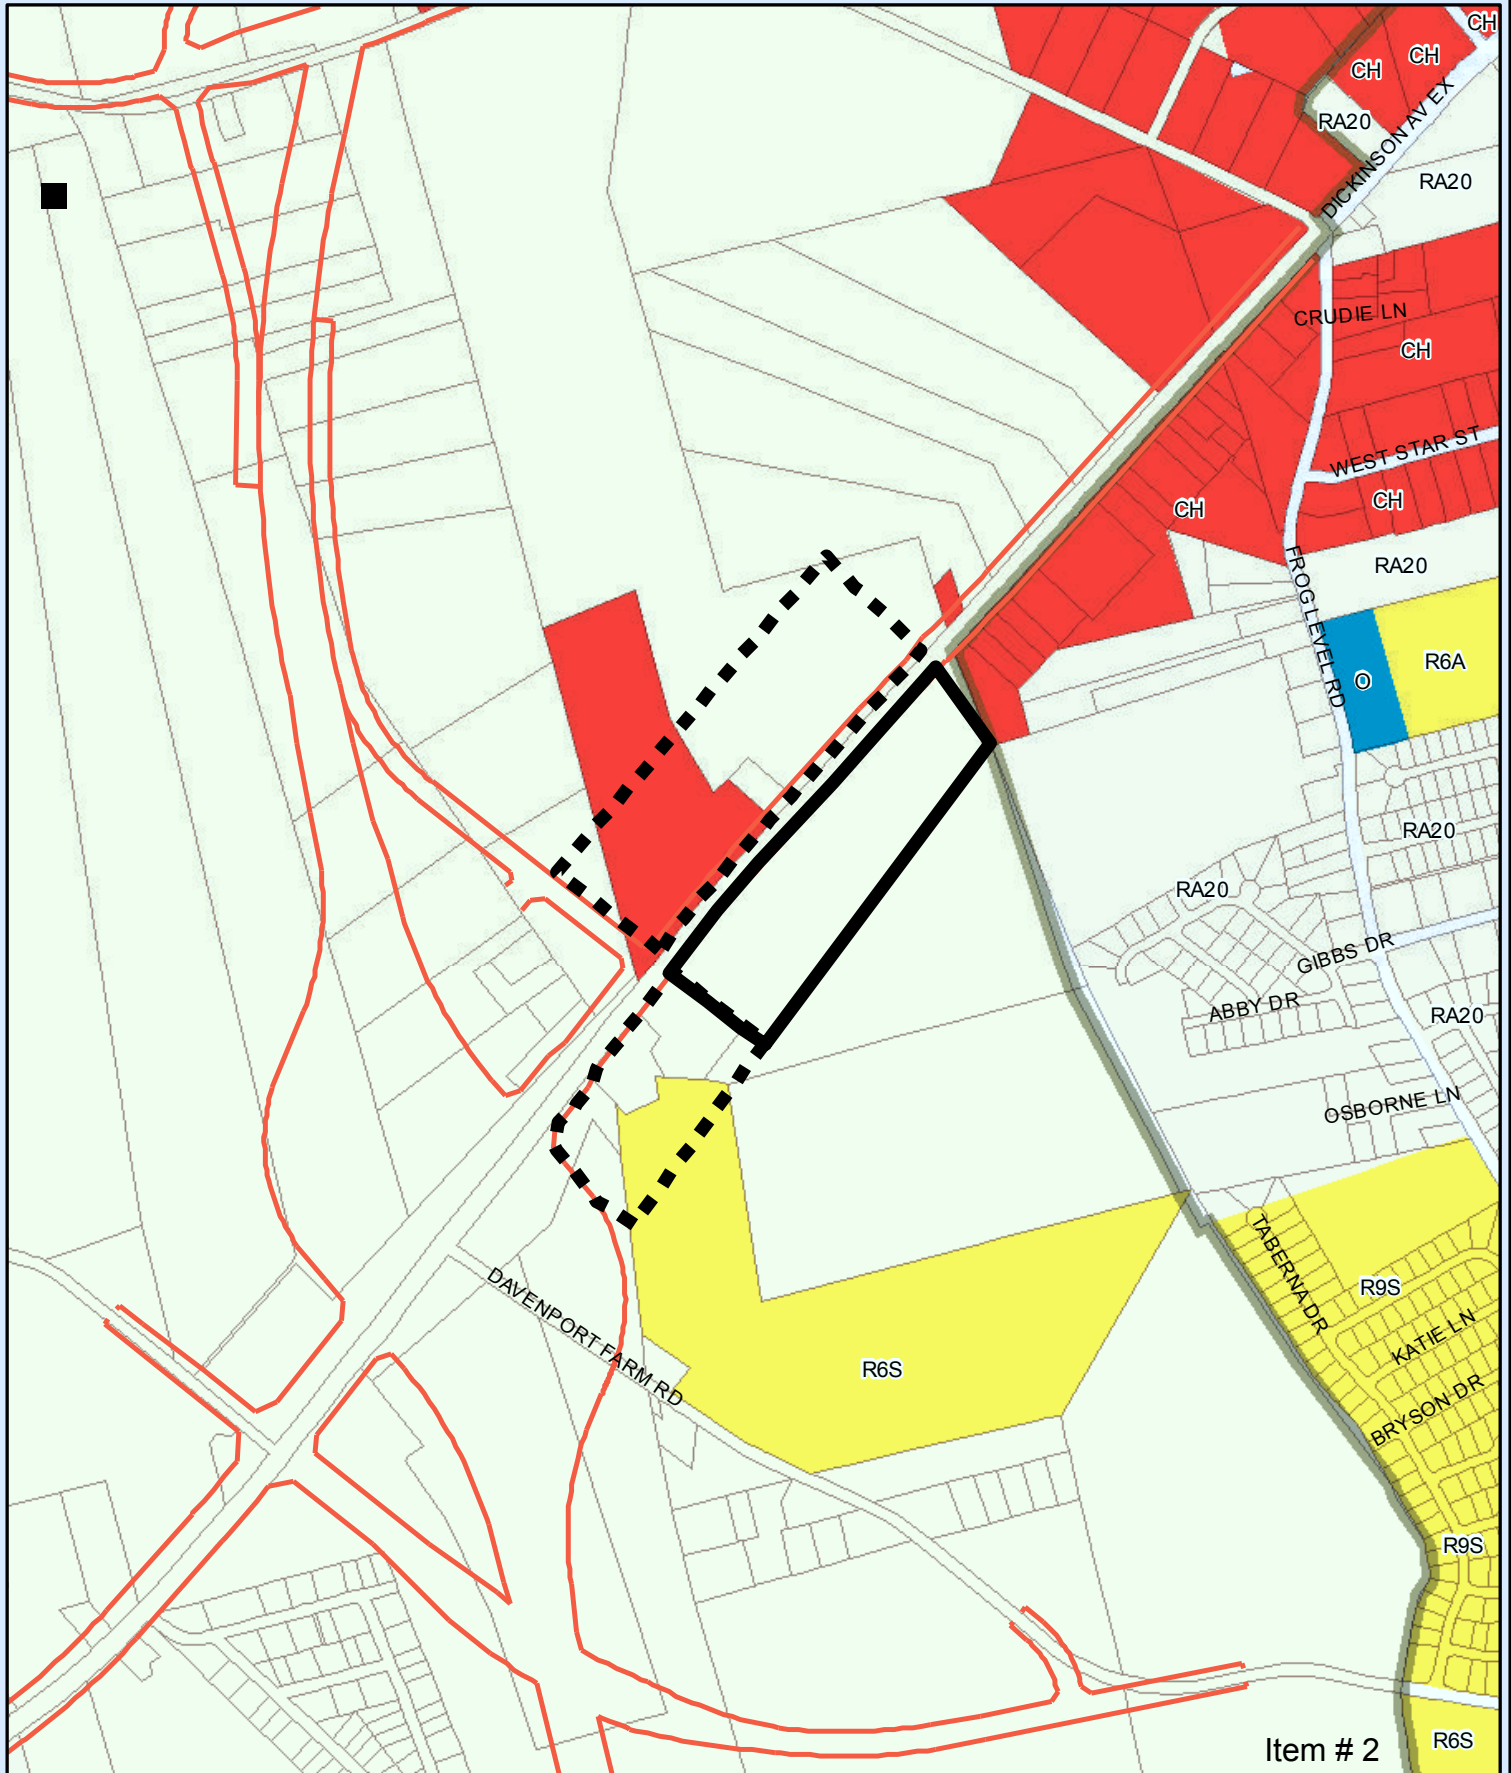 CH
CH
CH
RA20
DICKINSON AV EX
RA20
CRUDIE LN
CH
WEST STAR ST
CH
CH
RA20
FROG LEVEL RD
R6A
O
RA20
RA20
GIBBS DR
ABBY DR
RA20
OSBORNE LN
TABERNA DR
DAVENPORT FARM RD
R9S
KATIE LN
R6S
BRYSON DR
R9S
R6S
Item # 2